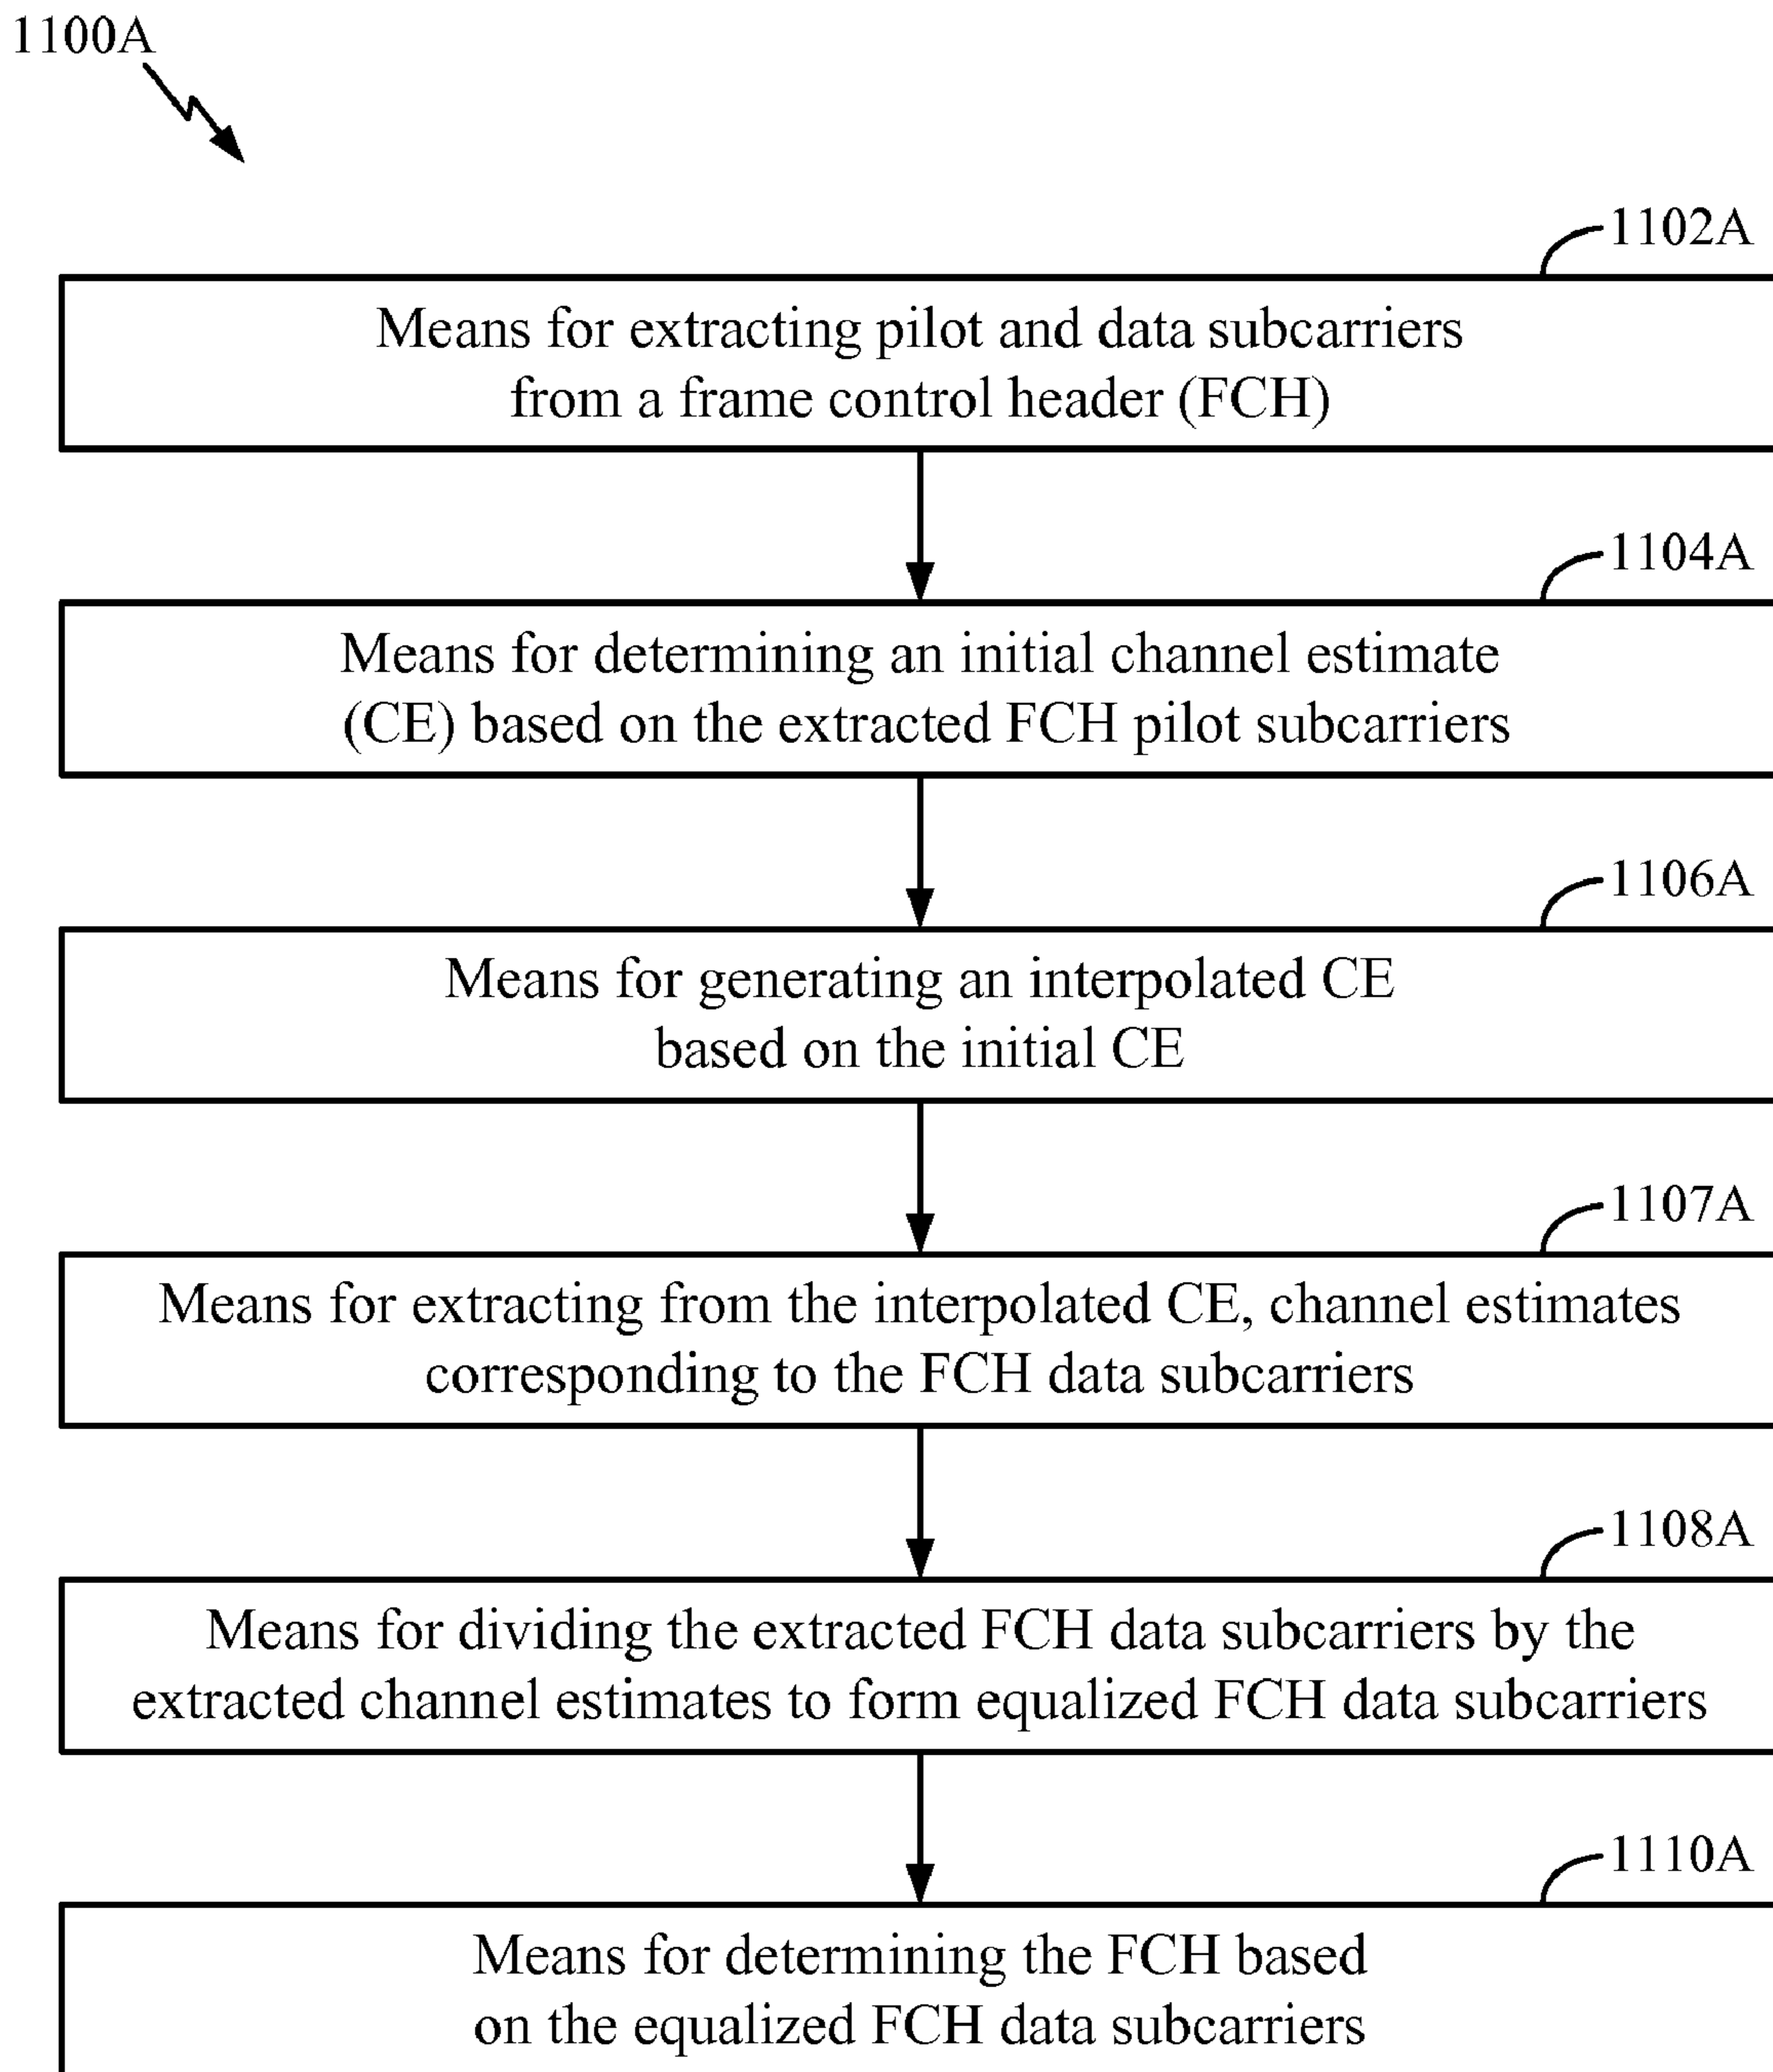 1100A
1102A
Means for extracting pilot and data subcarriers
from a frame control header (FCH)
1104A
Means for determining an initial channel estimate
(CE) based on the extracted FCH pilot subcarriers
1106A
Means for generating an interpolated CE
based on the initial CE
1107A
Means for extracting from the interpolated CE, channel estimates
corresponding to the FCH data subcarriers
1108A
Means for dividing the extracted FCH data subcarriers by the
extracted channel estimates to form equalized FCH data subcarriers
1110A
Means for determining the FCH based
on the equalized FCH data subcarriers